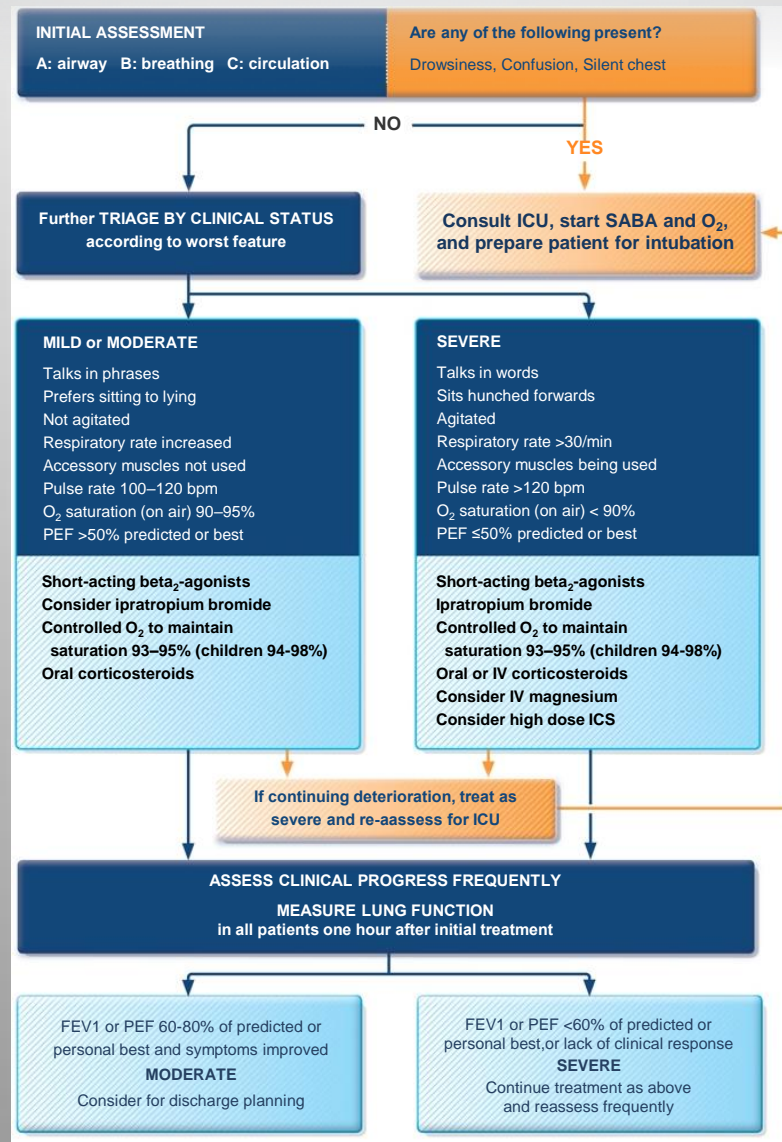 INITIAL ASSESSMENT
A: airway B: breathing C: circulation
Are any of the following present?
Drowsiness, Confusion, Silent chest
NO
YES
Further TRIAGE BY CLINICAL STATUS
according to worst feature
Consult ICU, start SABA and O₂,
and prepare patient for intubation
MILD or MODERATE
Talks in phrases
Prefers sitting to lying
Not agitated
Respiratory rate increased
Accessory muscles not used
Pulse rate 100–120 bpm
O₂ saturation (on air) 90–95%
PEF >50% predicted or best
Short-acting beta₂-agonists
Consider ipratropium bromide
Controlled O₂ to maintain
saturation 93–95% (children 94-98%)
Oral corticosteroids
SEVERE
Talks in words
Sits hunched forwards
Agitated
Respiratory rate >30/min
Accessory muscles being used
Pulse rate >120 bpm
O₂ saturation (on air) < 90%
PEF ≤50% predicted or best
Short-acting beta₂-agonists
Ipratropium bromide
Controlled O₂ to maintain
saturation 93–95% (children 94-98%)
Oral or IV corticosteroids
Consider IV magnesium
Consider high dose ICS
If continuing deterioration, treat as
severe and re-aassess for ICU
ASSESS CLINICAL PROGRESS FREQUENTLY
MEASURE LUNG FUNCTION
in all patients one hour after initial treatment
FEV1 or PEF 60-80% of predicted or
personal best and symptoms improved
MODERATE
Consider for discharge planning
FEV1 or PEF <60% of predicted or
personal best,or lack of clinical response
SEVERE
Continue treatment as above
and reassess frequently